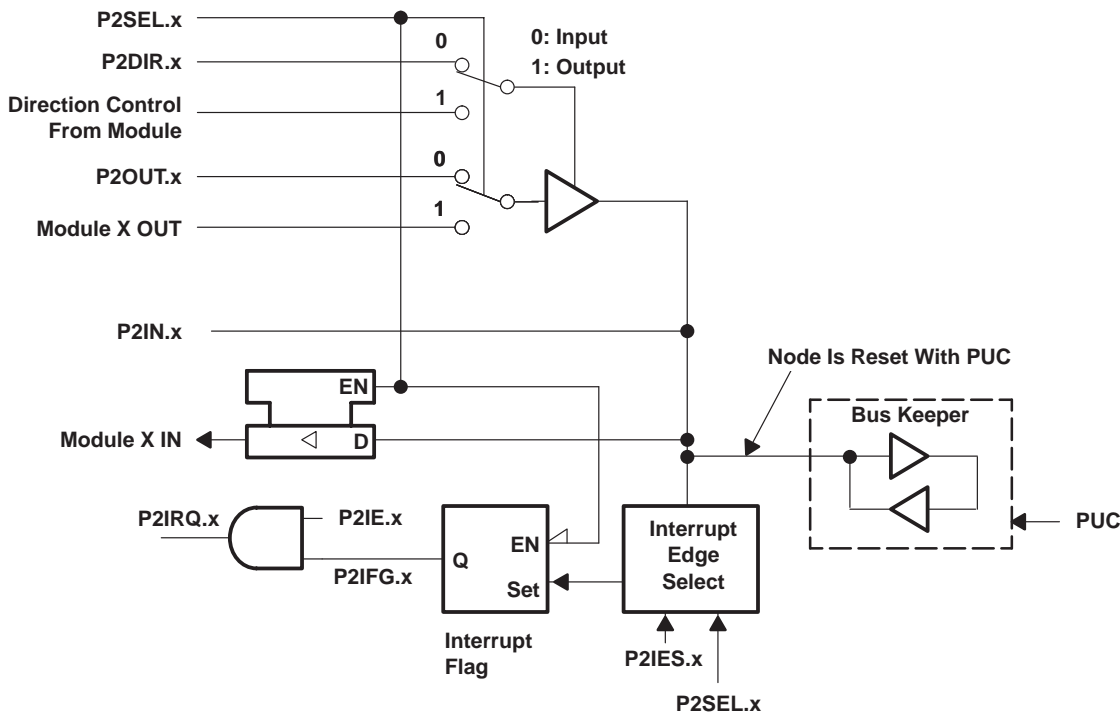 P2SEL.x
0
0: Input
P2DIR.x
1: Output
Direction Control
From Module
1
0
P2OUT.x
1
Module X OUT
P2IN.x
Node Is Reset With PUC
EN
Bus Keeper
Module X IN
D
P2IRQ.x
P2IE.x
P2IFG.x
Q
EN
Set
Interrupt
Edge
Select
PUC
Interrupt
Flag
P2IES.x
P2SEL.x